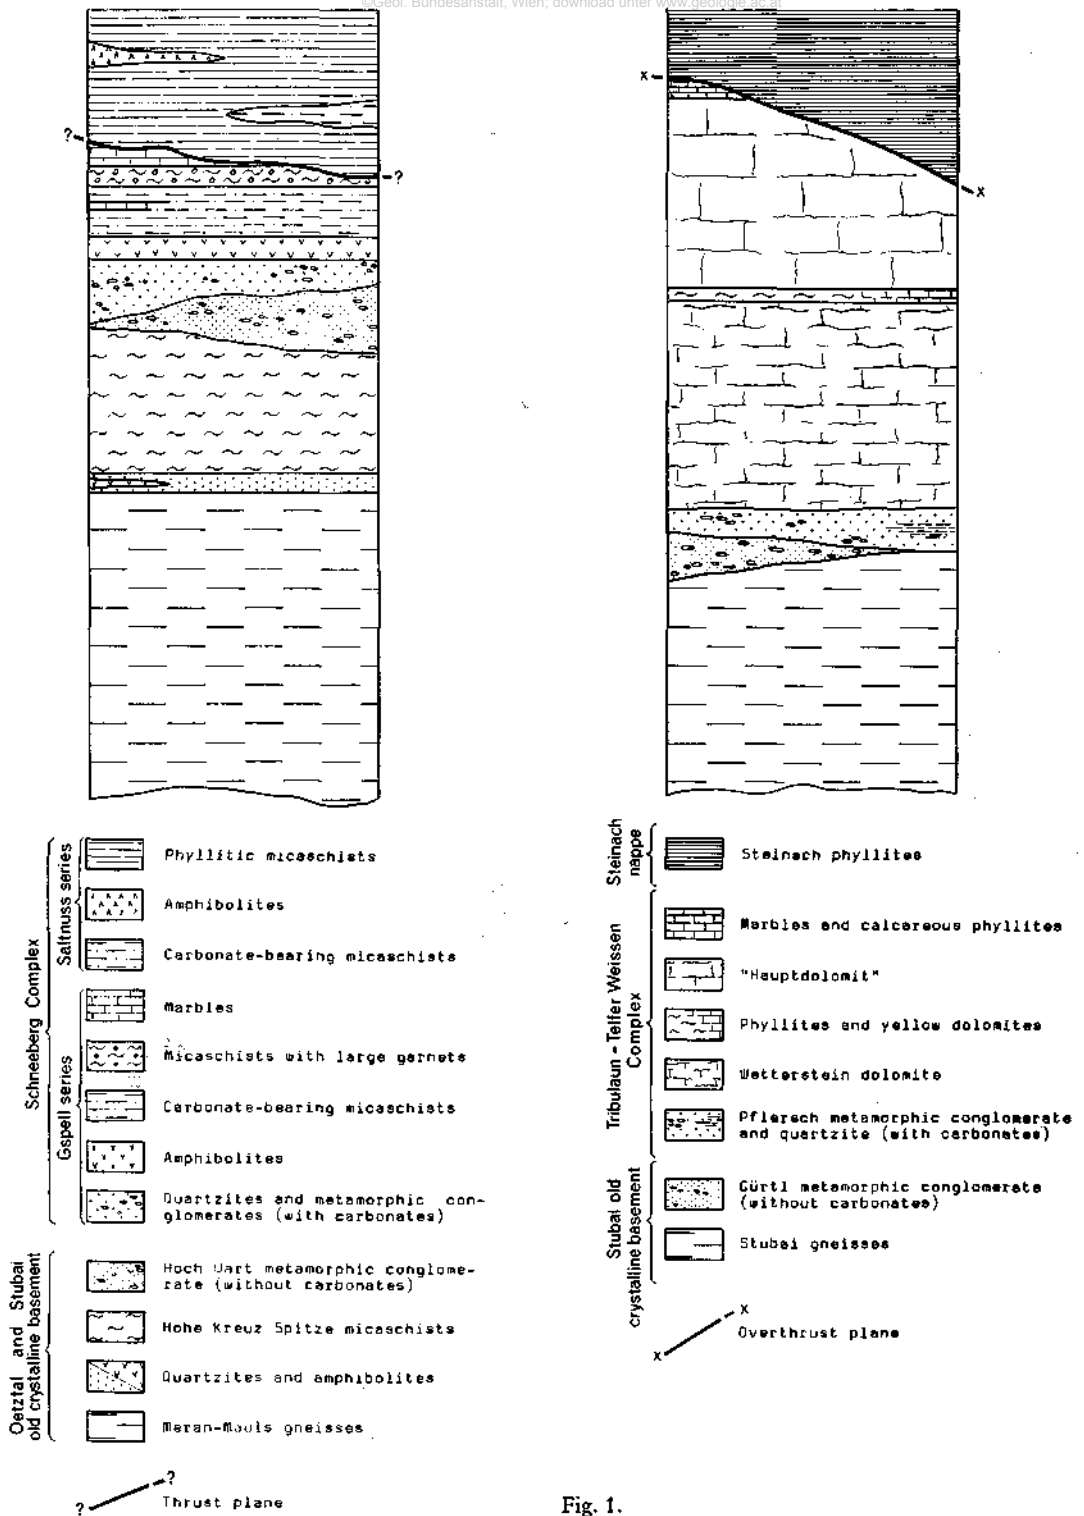 ©Geol. Bundesanstalt, Wien; download unter www.geologie.ac.at
?
?
x
x
Schneeberg Complex
Saltnuss series
Phyllitic micaschists
Amphibolites
Carbonate-bearing micaschists
Gspell series
Marbles
Micaschists with large garnets
Carbonate-bearing micaschists
Amphibolites
Quartzites and metamorphic con-
glomerates (with carbonates)
Oetztal and Stubai
old crystalline basement
Hoch Wart metamorphic conglome-
rate (without carbonates)
Hohe Kreuz Spitze micaschists
Quartzites and amphibolites
Meran-Mauls gneisses
?
?
Thrust plane
Steinach
nappe
Steinach phyllites
Tribulaun - Telfer Weissen
Complex
Marbles and calcareous phyllites
"Hauptdolomit"
Phyllites and yellow dolomites
Wetterstein dolomite
Pflersch metamorphic conglomerate
and quartzite (with carbonates)
Stubai old
crystalline basement
Gürtl metamorphic conglomerate
(without carbonates)
Stubai gneisses
x
x
Overthrust plane
Fig. 1.